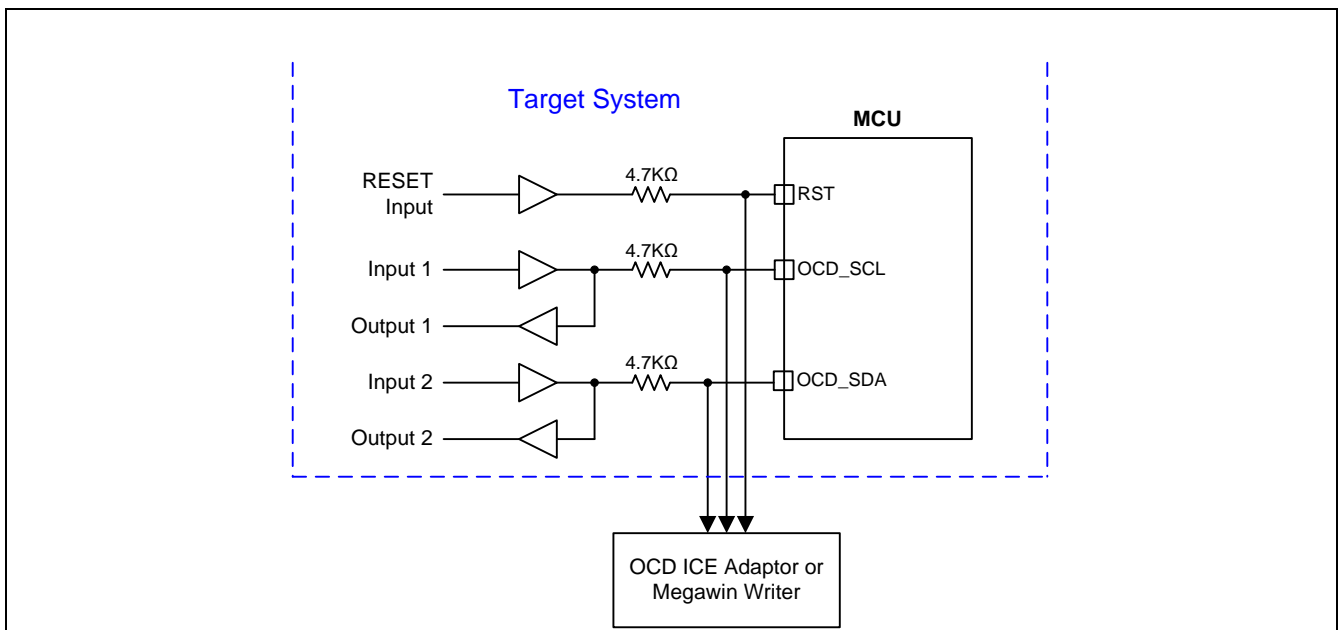 Target System
MCU
RESET
Input
4.7KΩ
RST
Input 1
4.7KΩ
OCD_SCL
Output 1
Input 2
4.7KΩ
OCD_SDA
Output 2
OCD ICE Adaptor or
Megawin Writer